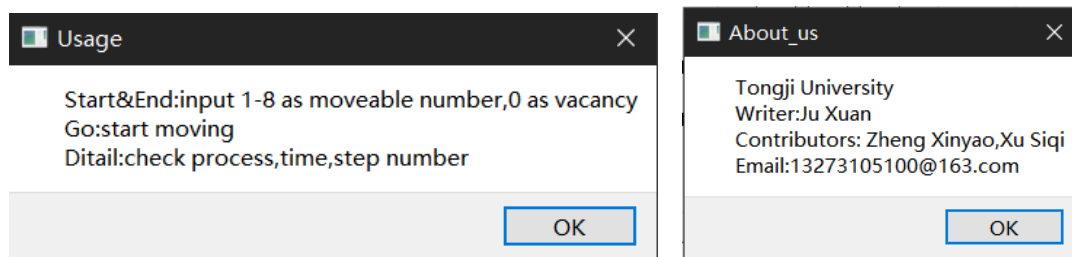 Usage
Start&End:input 1-8 as moveable number,0 as vacancy
Go:start moving
Ditail:check process,time,step number
OK
About_us
Tongji University
Writer:Ju Xuan
Contributors: Zheng Xinyao,Xu Siqi
Email:13273105100@163.com
OK